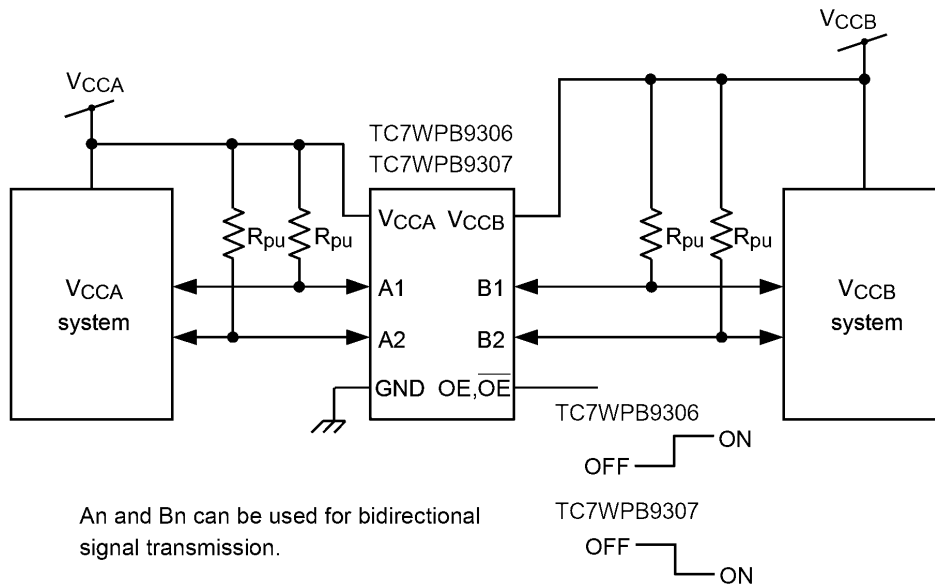 VCCB
VCCA
TC7WPB9306
TC7WPB9307
VCCA VCCB
Rpu Rpu Rpu Rpu
VCCA
system
A1 B1
VCCB
system
A2 B2
GND OE,O̅E̅
TC7WPB9306
ON
OFF
TC7WPB9307
OFF
ON
An and Bn can be used for bidirectional
signal transmission.